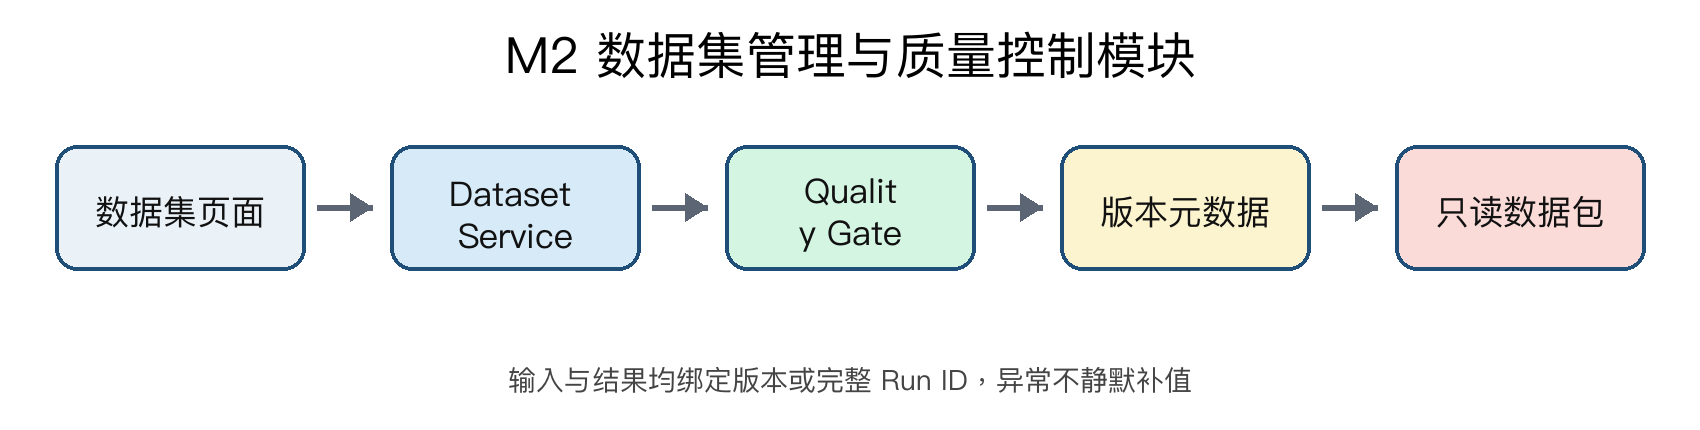 M2 数据集管理与质量控制模块
数据集页面
Dataset
Service
Qualit
y Gate
版本元数据
只读数据包
输入与结果均绑定版本或完整 Run ID，异常不静默补值